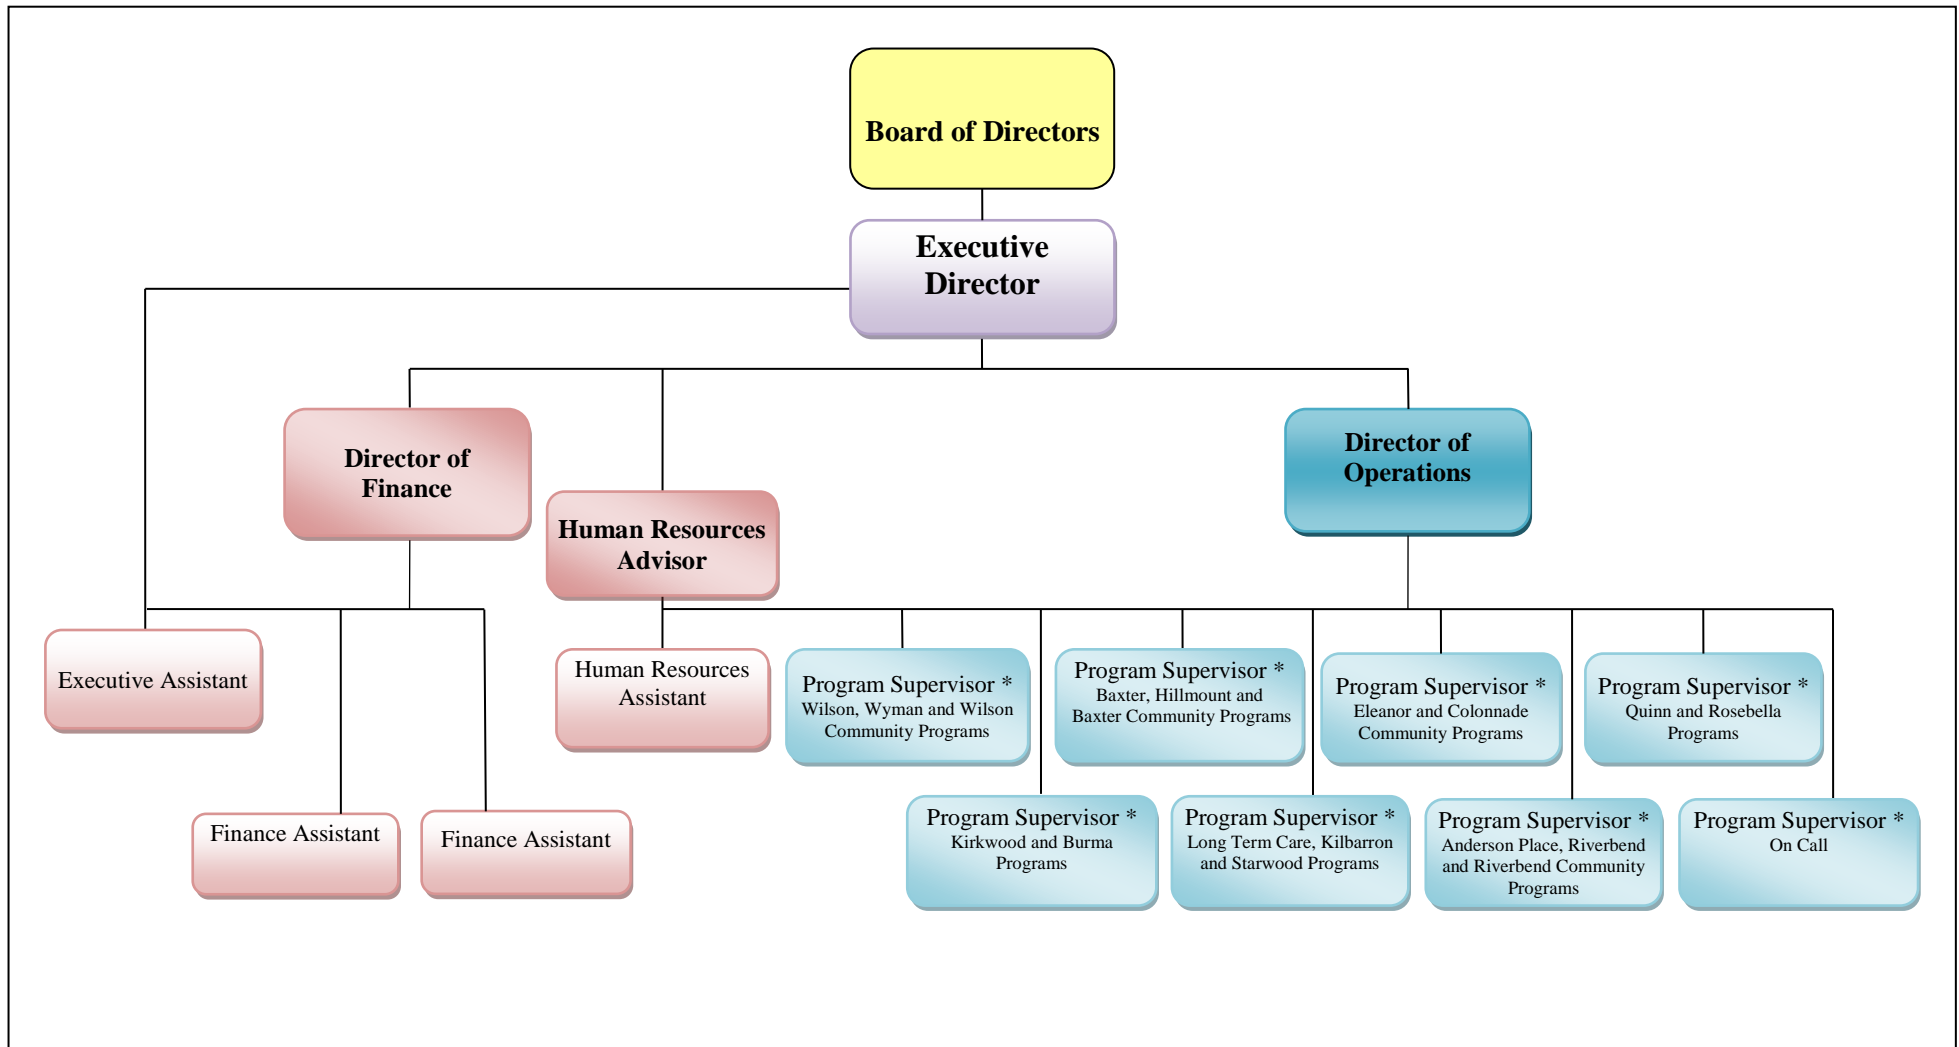 Board of Directors
Executive
Director
Director of
Finance
Human Resources
Advisor
Director of
Operations
Executive Assistant
Finance Assistant
Finance Assistant
Human Resources
Assistant
Program Supervisor *
Wilson, Wyman and Wilson
Community Programs
Program Supervisor *
Baxter, Hillmount and
Baxter Community Programs
Program Supervisor *
Eleanor and Colonnade
Community Programs
Program Supervisor *
Quinn and Rosebella
Programs
Program Supervisor *
Kirkwood and Burma
Programs
Program Supervisor *
Long Term Care, Kilbarron
and Starwood Programs
Program Supervisor *
Anderson Place, Riverbend
and Riverbend Community
Programs
Program Supervisor *
On Call